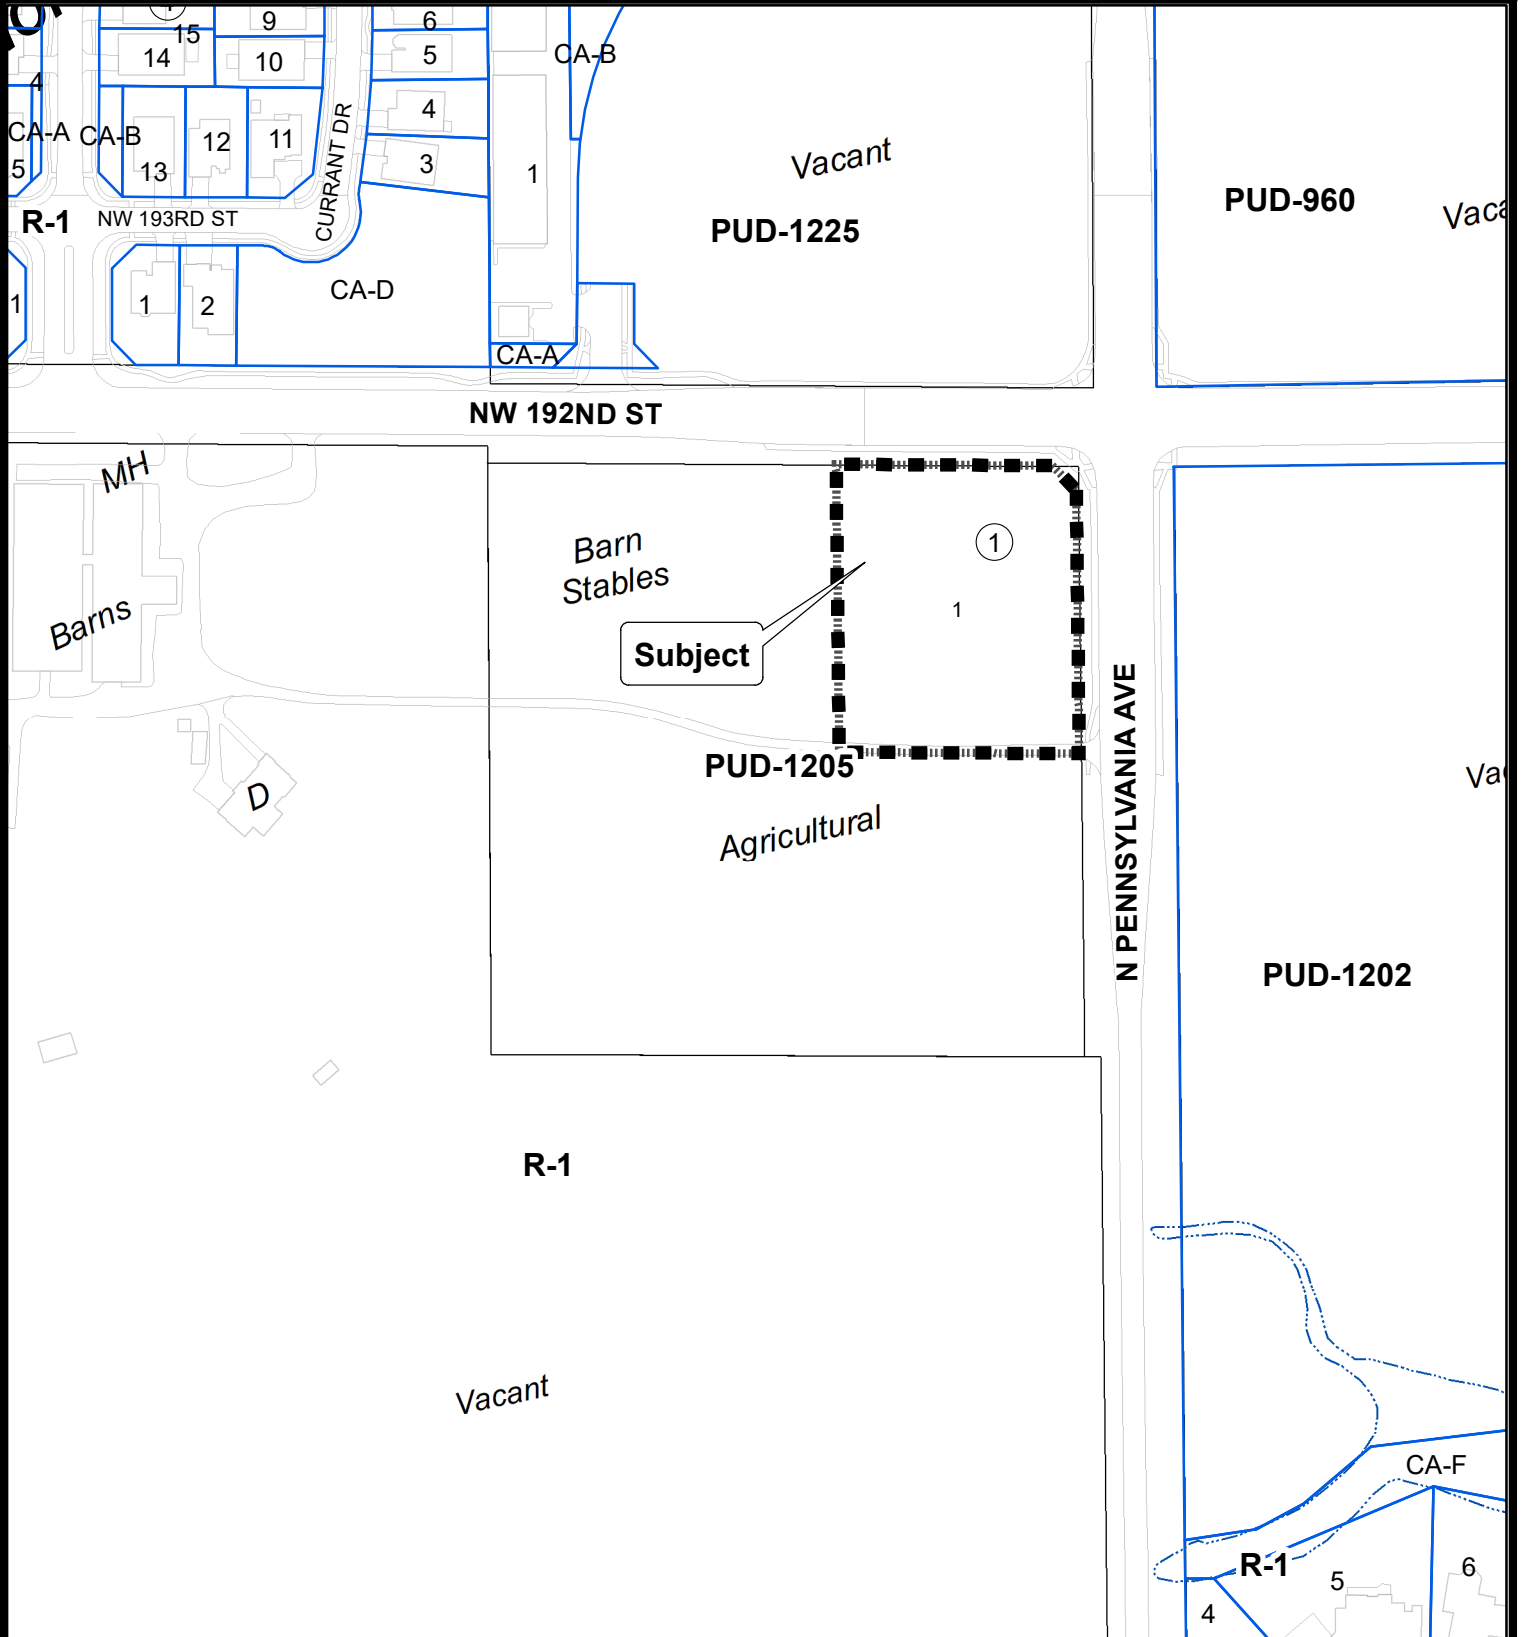 6
9
15
5
CA-B
14
10
4
4
CA-A
CA-B
12
11
CURRANT DR
Vacant
3
5
13
1
PUD-960
R-1
NW 193RD ST
PUD-1225
CA-D
1
1
2
CA-A
NW 192ND ST
MH
Barn
Stables
1
Barns
1
Subject
N PENNSYLVANIA AVE
PUD-1205
D
Agricultural
PUD-1202
R-1
Vacant
CA-F
R-1
5
6
4